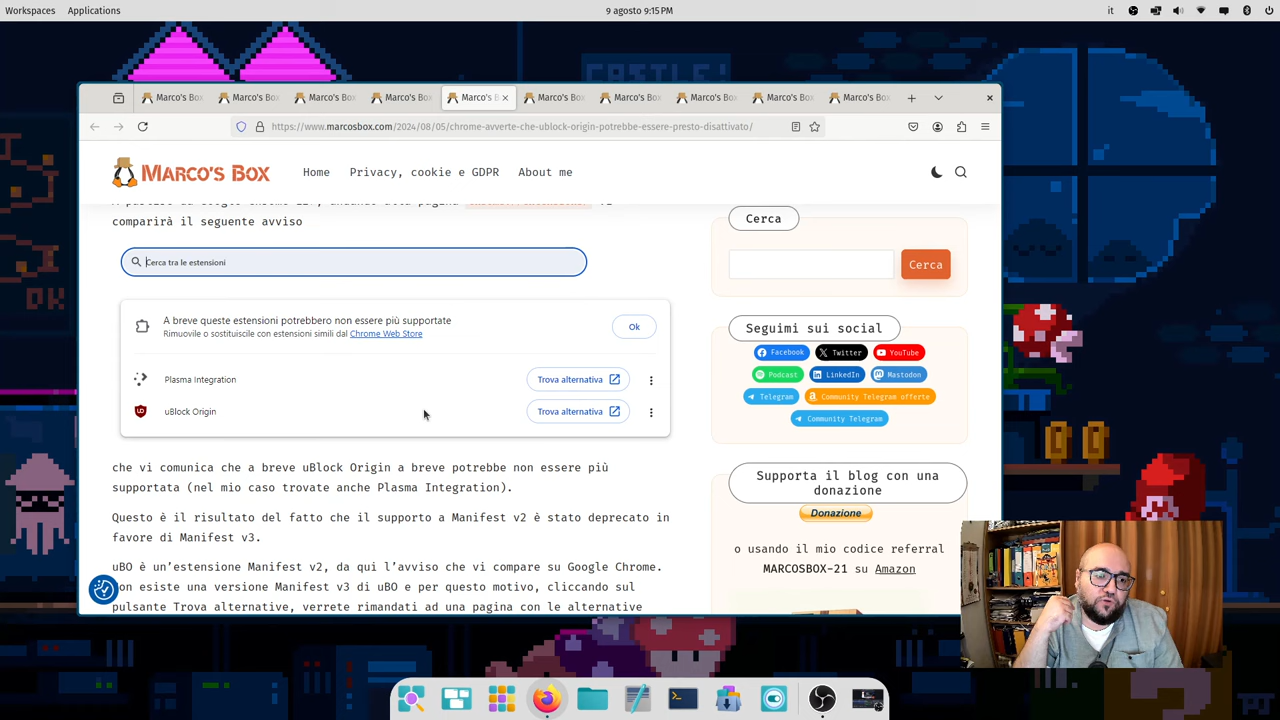 Workspaces Applications
9 agosto 9:15 PM
it
Marco's Box
Marco's Box
Marco's Box
Marco's Box
Marco's B
Marco's Box
Marco's Box
Marco's Box
Marco's Box
Marco's Box
https://www.marcosbox.com/2024/08/05/chrome-avverte-che-ublock-origin-potrebbe-essere-presto-disattivato/
MARCO'S BOX
Home Privacy, cookie e GDPR About me
comparirà il seguente avviso
Cerca tra le estensioni
A breve queste estensioni potrebbero non essere più supportate
Rimuovile o sostituiscile con estensioni simili dal Chrome Web Store
Ok
Plasma Integration
Trova alternativa
uBlock Origin
Trova alternativa
che vi comunica che a breve uBlock Origin a breve potrebbe non essere più
supportata (nel mio caso trovate anche Plasma Integration).
Questo è il risultato del fatto che il supporto a Manifest v2 è stato deprecato in
favore di Manifest v3.
uBO è un'estensione Manifest v2, da qui l'avviso che vi compare su Google Chrome.
on esiste una versione Manifest v3 di uBO e per questo motivo, cliccando sul
pulsante Trova alternative, verrete rimandati ad una pagina con le alternative
Cerca
Cerca
Seguimi sui social
Facebook Twitter YouTube
Podcast LinkedIn Mastodon
Telegram Community Telegram offerte
Community Telegram
Supporta il blog con una
donazione
Donazione
o usando il mio codice referral
MARCOSBOX-21 su Amazon
CASTLE!
OK